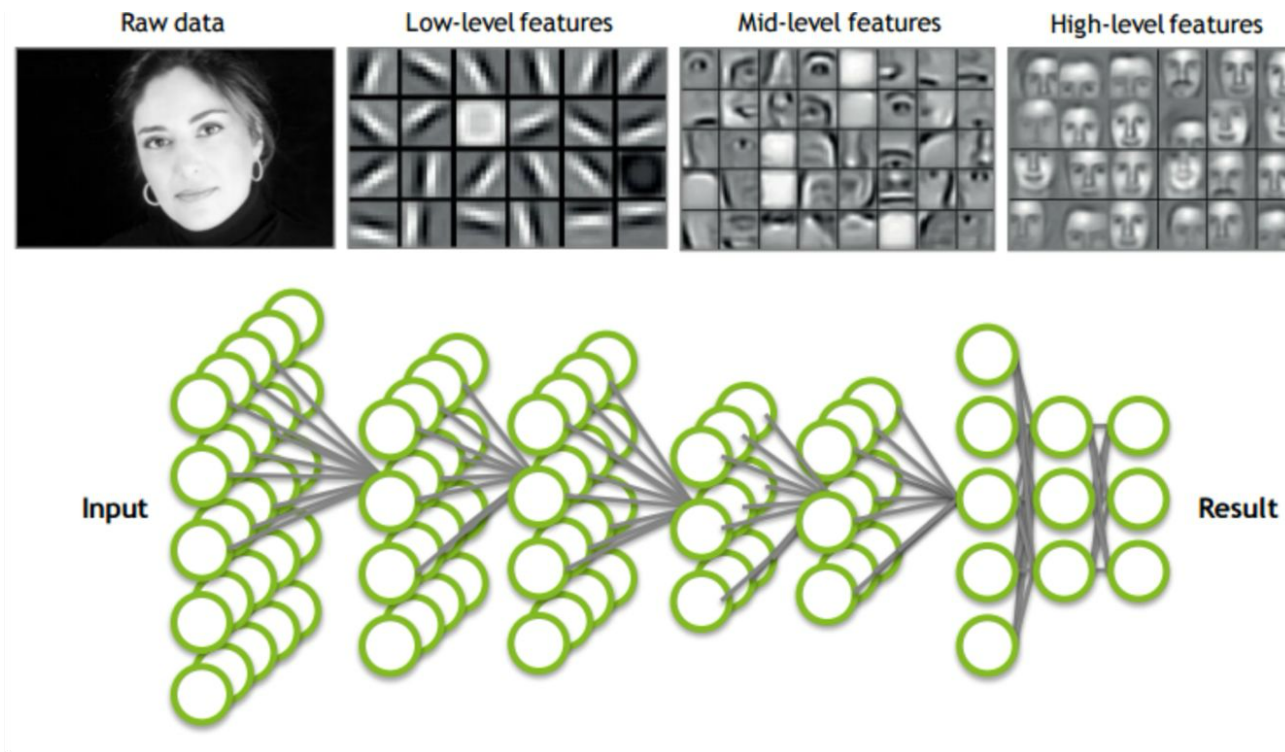 Raw data
Low-level features
Mid-level features
High-level features
Input
Result